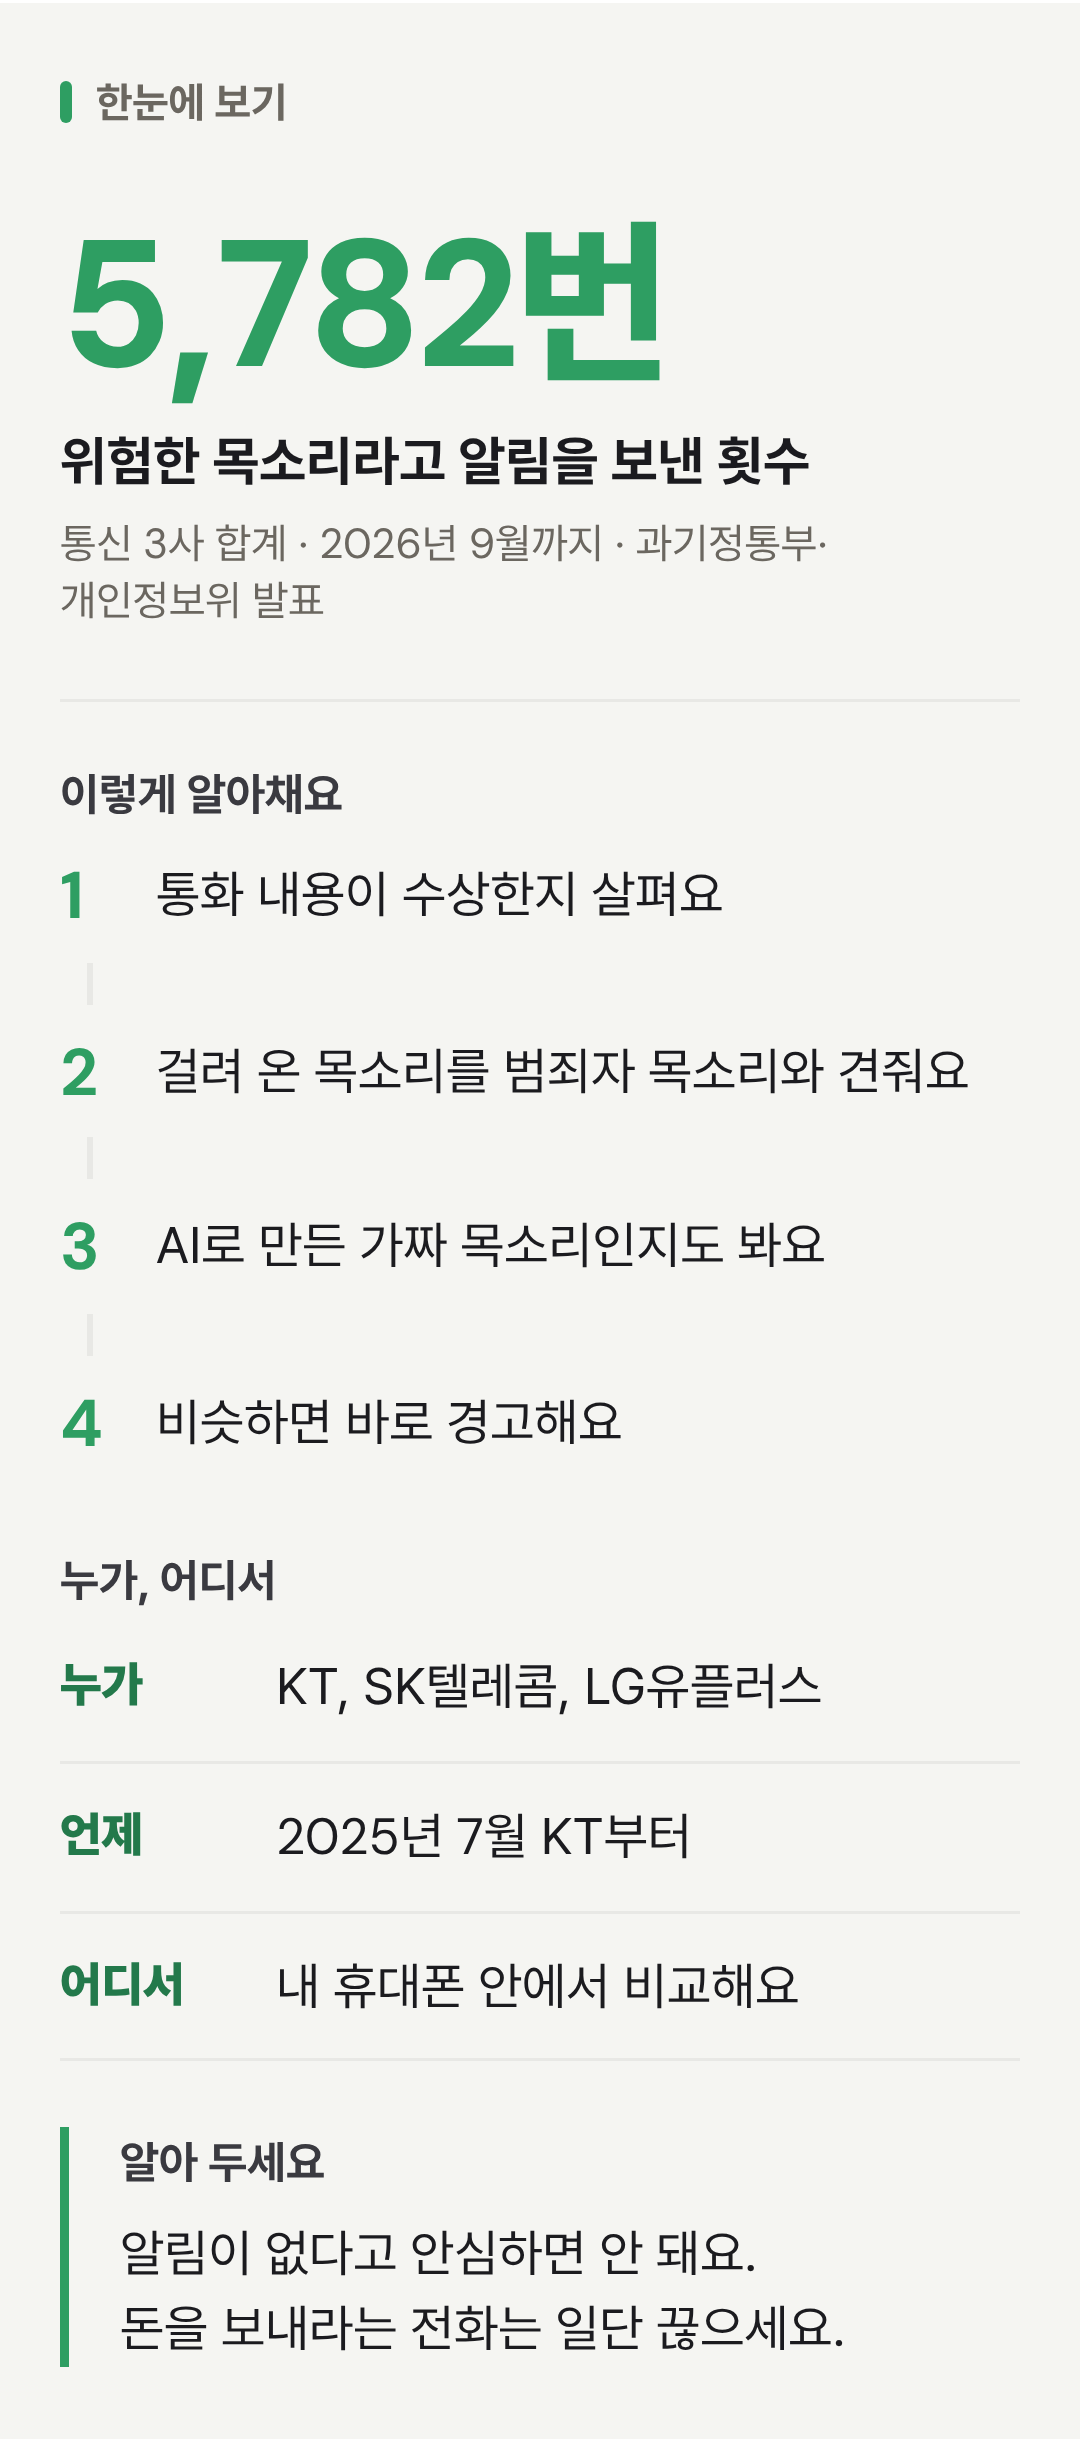 한눈에 보기
5,782번
위험한 목소리라고 알림을 보낸 횟수
통신 3사 합계 · 2026년 9월까지 · 과기정통부·
개인정보위 발표
이렇게 알아채요
1 통화 내용이 수상한지 살펴요
2 걸려 온 목소리를 범죄자 목소리와 견줘요
3 AI로 만든 가짜 목소리인지도 봐요
4 비슷하면 바로 경고해요
누가, 어디서
누가 KT, SK텔레콤, LG유플러스
언제 2025년 7월 KT부터
어디서 내 휴대폰 안에서 비교해요
알아 두세요
알림이 없다고 안심하면 안 돼요.
돈을 보내라는 전화는 일단 끊으세요.